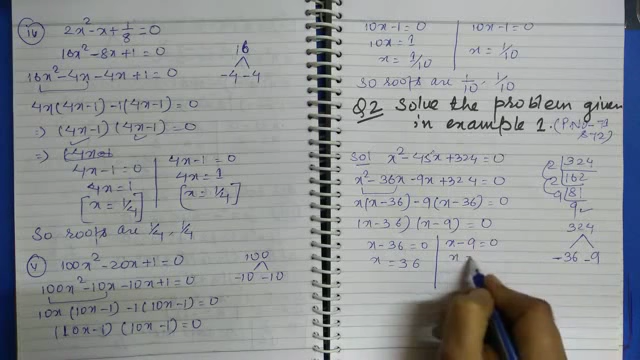 iv) 2x² - x + 1/8 = 0
16x² - 8x + 1 = 0
16
-4 -4
16x² - 4x - 4x + 1 = 0
4x(4x-1) - 1(4x-1) = 0
⇒ (4x-1) (4x-1) = 0
⇒
4x-1 = 0 | 4x-1 = 0
4x = 1 | 4x = 1
[x = 1/4] | [x = 1/4]
So roots are 1/4, 1/4
v 100x² - 20x + 1 = 0
100
-10 -10
100x² - 10x - 10x + 1 = 0
10x (10x-1) - 1 (10x-1) = 0
(10x-1) (10x-1) = 0
10x-1 = 0 | 10x-1 = 0
10x = 1
x = 1/10 | x = 1/10
So roots are 1/10, 1/10
Q2 Solve the problem given
in example 1. (P.NO-71
&72)
Sol x² - 45x + 324 = 0
x² - 36x - 9x + 324 = 0
x(x-36) - 9(x-36) = 0
(x-36) (x-9) = 0
x-36 = 0 | x-9 = 0
x = 36 | x =
2 | 324
2 | 162
9 | 81
9
324
-36 -9